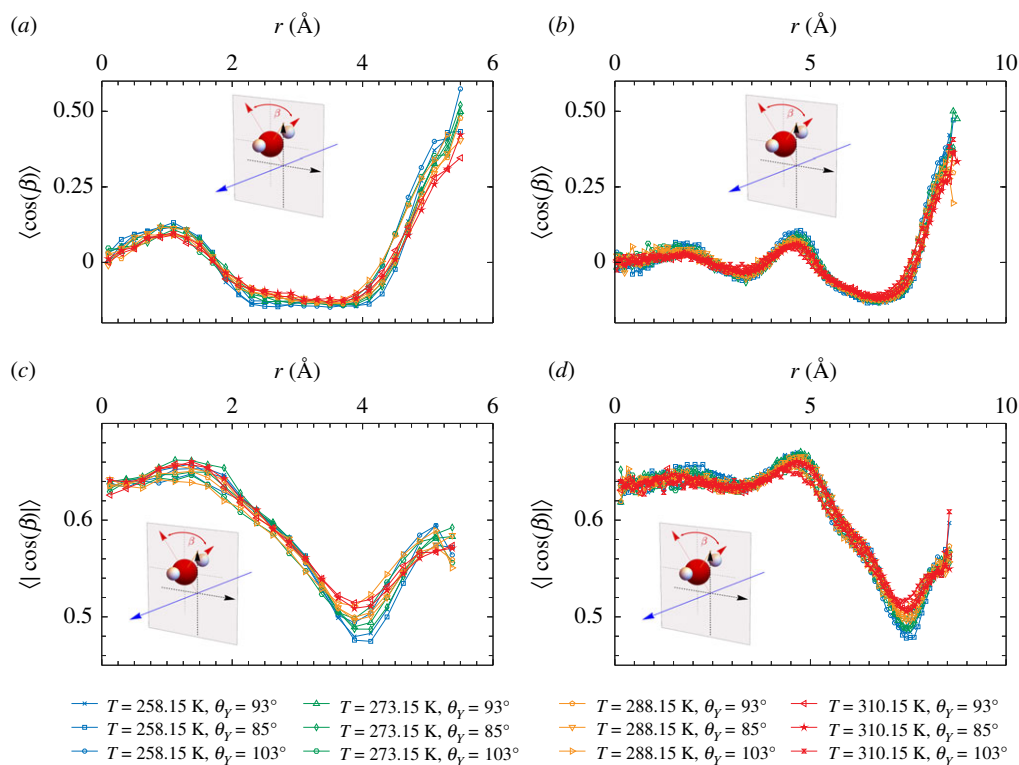 (a) r (Å) (b) r (Å)
0 2 4 6 0 5 10
0.50 0.50
0.25 0.25
0 0
⟨cos(β)⟩ ⟨cos(β)⟩
β β
(c) r (Å) (d) r (Å)
0 2 4 6 0 5 10
0.6 0.6
0.5 0.5
⟨| cos(β)|⟩ ⟨| cos(β)|⟩
β β
T = 258.15 K, θY = 93° T = 273.15 K, θY = 93° T = 288.15 K, θY = 93° T = 310.15 K, θY = 93°
T = 258.15 K, θY = 85° T = 273.15 K, θY = 85° T = 288.15 K, θY = 85° T = 310.15 K, θY = 85°
T = 258.15 K, θY = 103° T = 273.15 K, θY = 103° T = 288.15 K, θY = 103° T = 310.15 K, θY = 103°